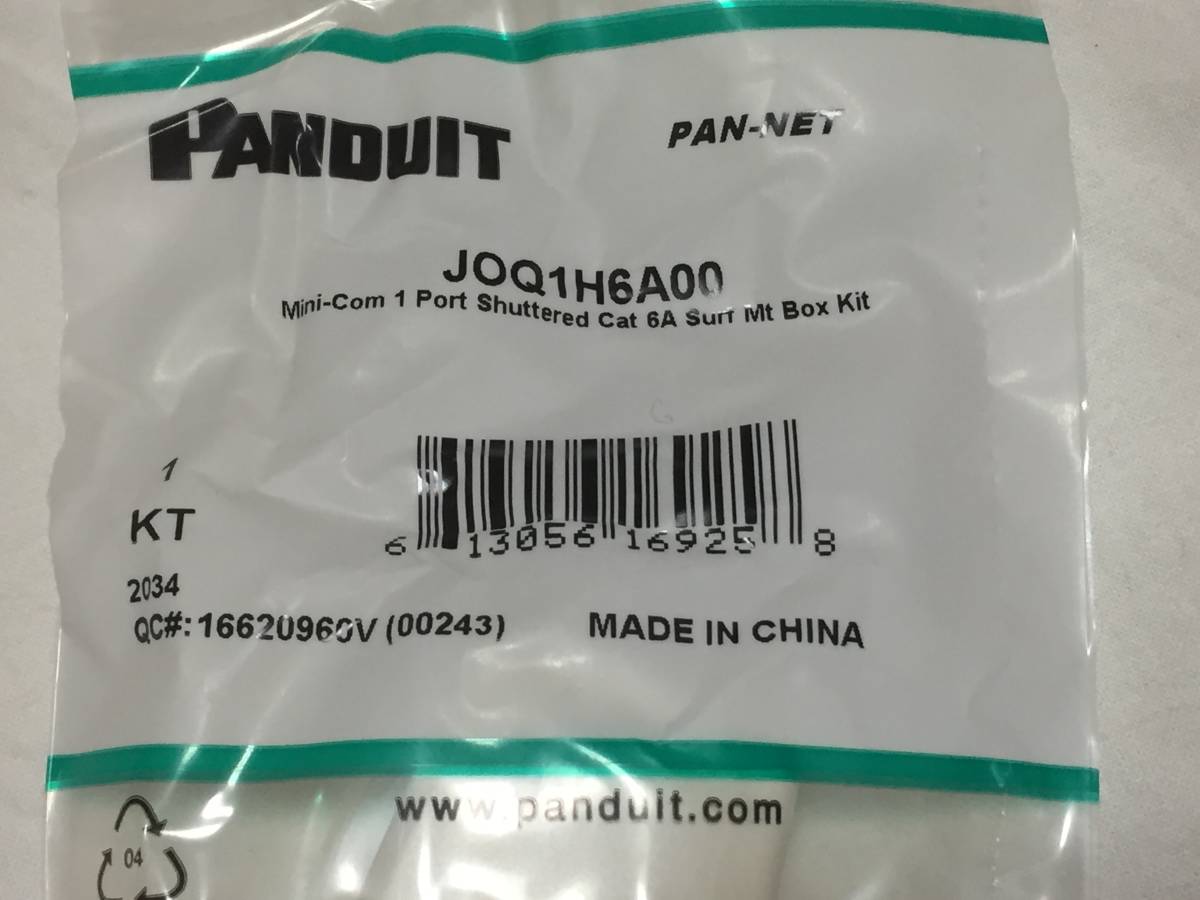 PANDUIT
PAN-NET
JOQ1H6A00
Mini-Com 1 Port Shuttered Cat 6A Surf Mt Box Kit
1
KT
6 13056 16925 8
2034
QC#: 16620960V (00243)
MADE IN CHINA
www.panduit.com
04